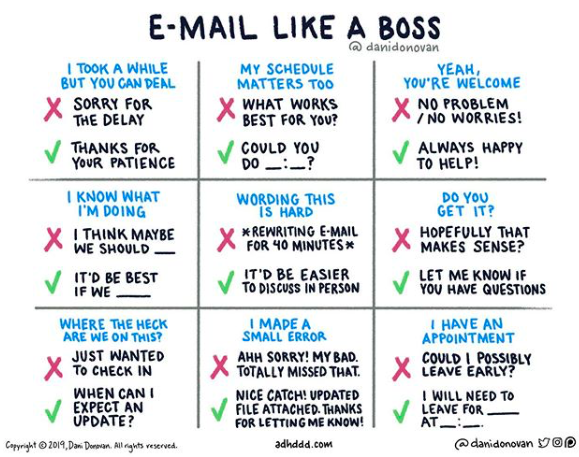 E-MAIL LIKE A BOSS
@danidonovan
I TOOK A WHILE
BUT YOU CAN DEAL
✗ SORRY FOR
THE DELAY
✓ THANKS FOR
YOUR PATIENCE
MY SCHEDULE
MATTERS TOO
✗ WHAT WORKS
BEST FOR YOU?
✓ COULD YOU
DO __:__?
YEAH,
YOU'RE WELCOME
✗ NO PROBLEM
/NO WORRIES!
✓ ALWAYS HAPPY
TO HELP!
I KNOW WHAT
I'M DOING
✗ I THINK MAYBE
WE SHOULD ___
✓ IT'D BE BEST
IF WE ____
WORDING THIS
IS HARD
✗ *REWRITING E-MAIL
FOR 40 MINUTES*
✓ IT'D BE EASIER
TO DISCUSS IN PERSON
DO YOU
GET IT?
✗ HOPEFULLY THAT
MAKES SENSE?
✓ LET ME KNOW IF
YOU HAVE QUESTIONS
WHERE THE HECK
ARE WE ON THIS?
✗ JUST WANTED
TO CHECK IN
✓ WHEN CAN I
EXPECT AN
UPDATE?
I MADE A
SMALL ERROR
✗ AHH SORRY! MY BAD.
TOTALLY MISSED THAT.
✓ NICE CATCH! UPDATED
FILE ATTACHED. THANKS
FOR LETTING ME KNOW!
I HAVE AN
APPOINTMENT
✗ COULD I POSSIBLY
LEAVE EARLY?
✓ I WILL NEED TO
LEAVE FOR _____
AT __:__.
Copyright © 2019, Dani Donovan. All rights reserved.
adhddd.com
@danidonovan